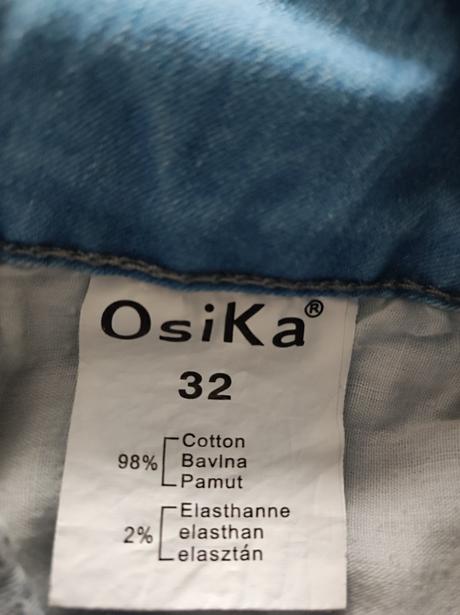 OsiKa®
32
98% Cotton
Bavlna
Pamut
2% Elasthanne
elasthan
elasztán